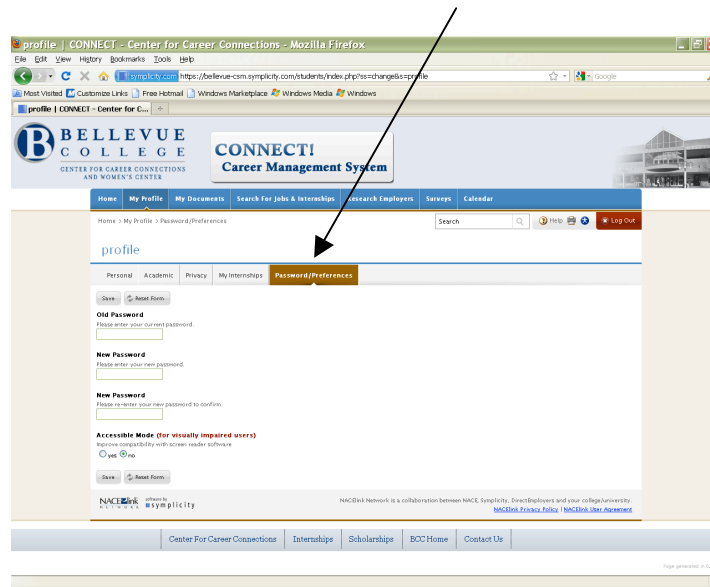 profile | CONNECT - Center for Career Connections - Mozilla Firefox
File Edit View History Bookmarks Tools Help
symplicity.com https://bellevue-csm.symplicity.com/students/index.php?ss=change&s=profile Google
Most Visited Customize Links Free Hotmail Windows Marketplace Windows Media Windows
profile | CONNECT - Center for C...
B BELLEVUE
COLLEGE
CENTER FOR CAREER CONNECTIONS
AND WOMEN'S CENTER
CONNECT!
Career Management System
Home My Profile My Documents Search For Jobs & Internships Research Employers Surveys Calendar
Home > My Profile > Password/Preferences Search Help Log Out
profile
Personal Academic Privacy My Internships Password/Preferences
Save Reset Form
Old Password
Please enter your current password.
New Password
Please enter your new password.
New Password
Please re-enter your new password to confirm.
Accessible Mode (for visually impaired users)
Improve compatibility with screen reader software
yes no
Save Reset Form
NACElink NETWORK software by symplicity
NACElink Network is a collaboration between NACE, Symplicity, DirectEmployers and your college/university.
NACElink Privacy Policy | NACElink User Agreement
Center For Career Connections Internships Scholarships BCC Home Contact Us
Page generated in 0.